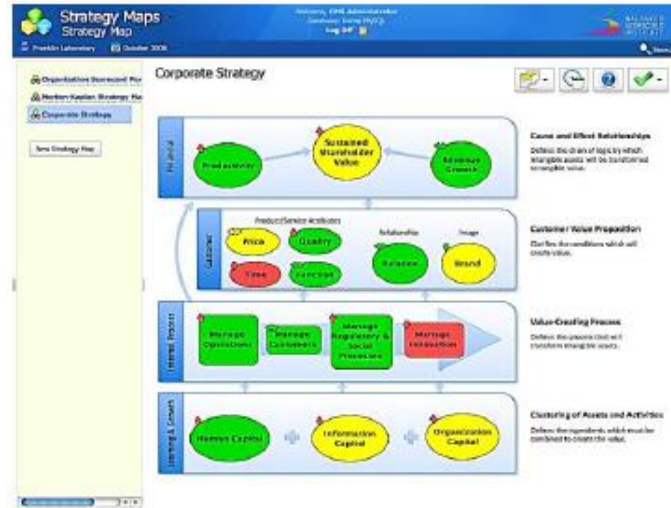 Strategy Maps
Strategy Map
Welcome, EMS Administrator
Log Off
BALANCED
SCORECARD
INSTITUTE
Franklin Laboratory
October
Organization Scorecard
Norton-Kaplan Strategy
Corporate Strategy
New Strategy Map
Corporate Strategy
Financial
Productivity
Sustained
Shareholder
Value
Revenue
Growth
Cause and Effect Relationships
Defines the chain of logic by which
intangible assets will be transformed
to tangible value.
Customer
Product/Service Attributes
Relationship
Image
Price
Quality
Time
Function
Relation
Brand
Customer Value Proposition
Clarifies the conditions which will
create value.
Internal Process
Manage
Operations
Manage
Customers
Manage
Regulatory &
Social
Processes
Manage
Innovation
Value-Creating Process
Defines the process that will
transform intangible assets.
Learning & Growth
Human Capital
Information
Capital
Organization
Capital
Clustering of Assets and Activities
Defines the ingredients which must be
combined to create the value.